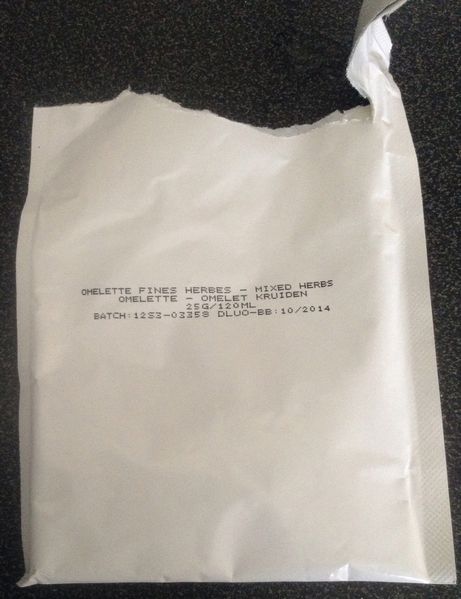 OMELETTE FINES HERBES - MIXED HERBS
OMELETTE - OMELET KRUIDEN
25G/120ML
BATCH:12S3-03358 DLUO-BB:10/2014